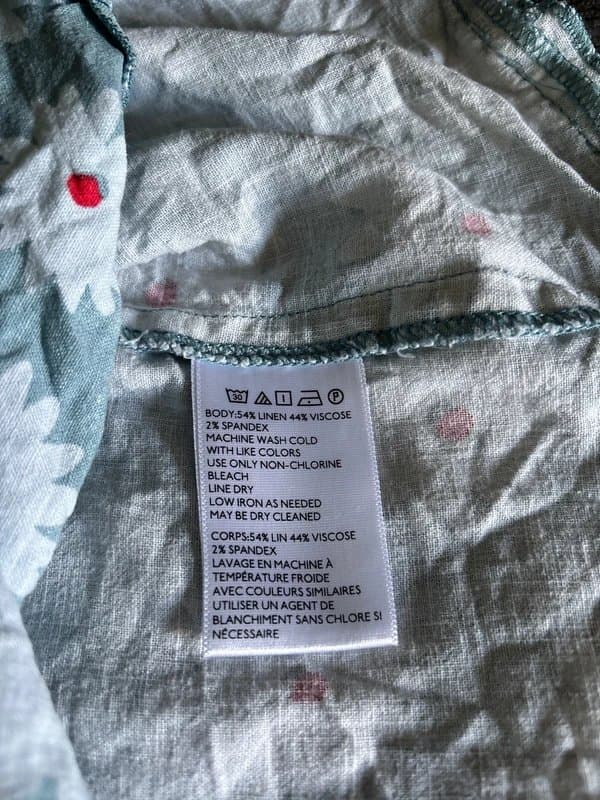 30 P
BODY:54% LINEN 44% VISCOSE
2% SPANDEX
MACHINE WASH COLD
WITH LIKE COLORS
USE ONLY NON-CHLORINE
BLEACH
LINE DRY
LOW IRON AS NEEDED
MAY BE DRY CLEANED
CORPS:54% LIN 44% VISCOSE
2% SPANDEX
LAVAGE EN MACHINE À
TEMPÉRATURE FROIDE
AVEC COULEURS SIMILAIRES
UTILISER UN AGENT DE
BLANCHIMENT SANS CHLORE SI
NÉCESSAIRE